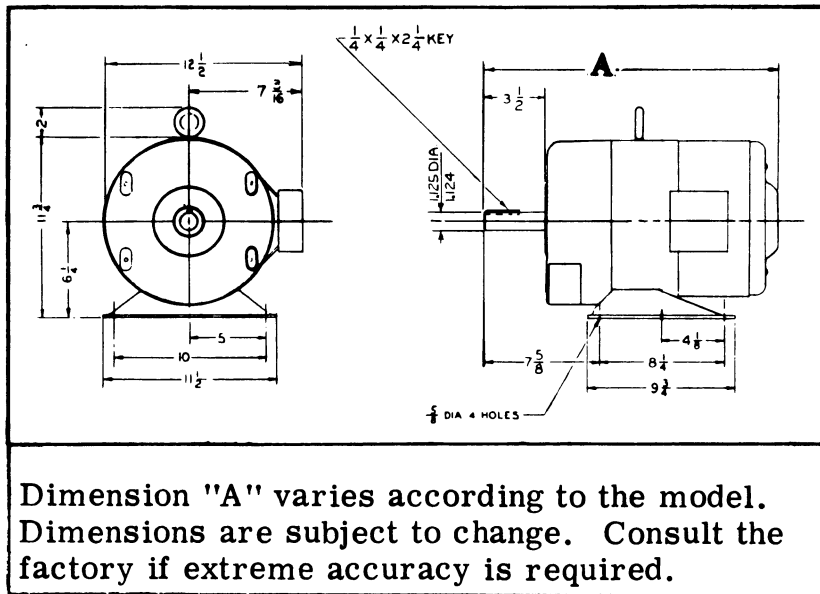 1/4 X 1/4 X 2 1/4 KEY
12 1/2
A
3 1/2
2
1.125 DIA
1.124
11 3/4
6 1/4
5
10
11 1/2
4 1/8
7 5/8
8 1/4
9 3/4
5/8 DIA 4 HOLES
Dimension "A" varies according to the model.
Dimensions are subject to change. Consult the
factory if extreme accuracy is required.